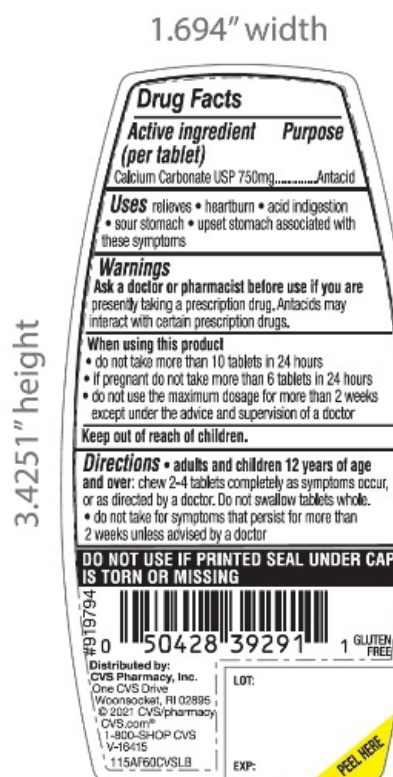 1.694” width
3.4251” height
Drug Facts
Active ingredient Purpose
(per tablet)
Calcium Carbonate USP 750mg..............Antacid
Uses relieves • heartburn • acid indigestion
• sour stomach • upset stomach associated with
these symptoms
Warnings
Ask a doctor or pharmacist before use if you are
presently taking a prescription drug. Antacids may
interact with certain prescription drugs.
When using this product
• do not take more than 10 tablets in 24 hours
• if pregnant do not take more than 6 tablets in 24 hours
• do not use the maximum dosage for more than 2 weeks
except under the advice and supervision of a doctor
Keep out of reach of children.
Directions • adults and children 12 years of age
and over: chew 2-4 tablets completely as symptoms occur,
or as directed by a doctor. Do not swallow tablets whole.
• do not take for symptoms that persist for more than
2 weeks unless advised by a doctor
DO NOT USE IF PRINTED SEAL UNDER CAP
IS TORN OR MISSING
#919794
0 50428 39291 1
GLUTEN
FREE
Distributed by:
CVS Pharmacy, Inc.
One CVS Drive
Woonsocket, RI 02895
© 2021 CVS/pharmacy
CVS.com®
1-800-SHOP CVS
V-16415
115AF60CVSLB
LOT:
EXP:
PEEL HERE